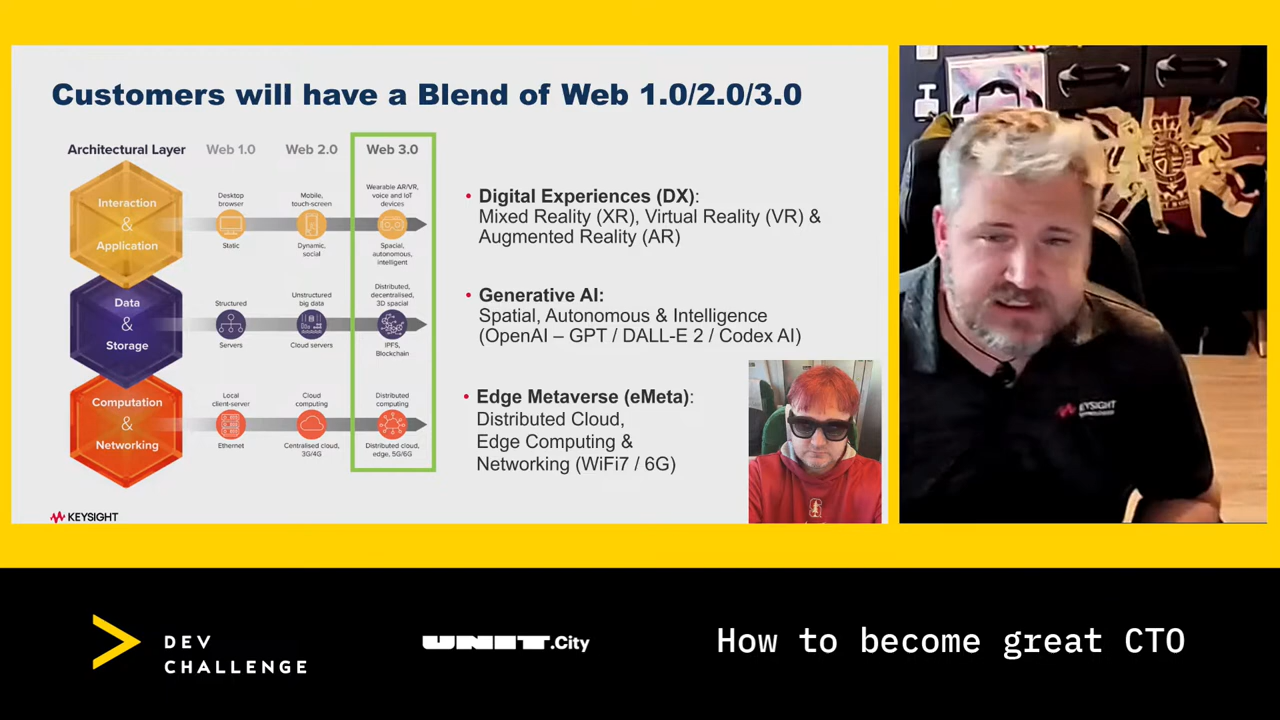 Customers will have a Blend of Web 1.0/2.0/3.0
Architectural Layer
Web 1.0
Web 2.0
Web 3.0
Interaction
&
Application
Desktop
browser
Static
Mobile,
touch-screen
Dynamic,
social
Wearable AR/VR,
voice and IoT
devices
Spacial,
autonomous,
intelligent
Data
&
Storage
Structured
Servers
Unstructured
big data
Cloud servers
Distributed,
decentralised,
3D spacial
IPFS,
Blockchain
Computation
&
Networking
Local
client-server
Ethernet
Cloud
computing
Centralised cloud,
3G/4G
Distributed
computing
Distributed cloud,
edge, 5G/6G
• Digital Experiences (DX):
Mixed Reality (XR), Virtual Reality (VR) &
Augmented Reality (AR)
• Generative AI:
Spatial, Autonomous & Intelligence
(OpenAI – GPT / DALL-E 2 / Codex AI)
• Edge Metaverse (eMeta):
Distributed Cloud,
Edge Computing &
Networking (WiFi7 / 6G)
KEYSIGHT
KEYSIGHT
DEV
CHALLENGE
UNIT.City
How to become great CTO